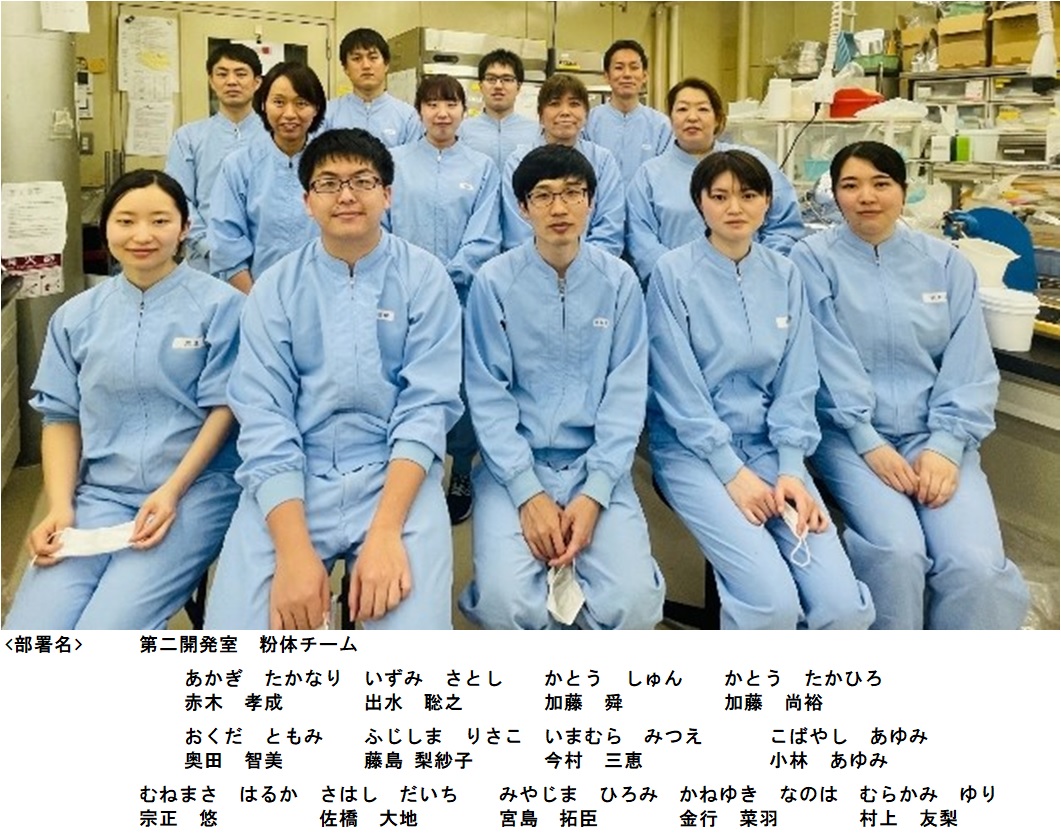 <部署名>　第二開発室　粉体チーム
あかぎ　たかなり　いずみ　さとし　かとう　しゅん　かとう　たかひろ
赤木　孝成　出水　聡之　加藤　舜　加藤　尚裕
おくだ　ともみ　ふじしま　りさこ　いまむら　みつえ　こばやし　あゆみ
奥田　智美　藤島　梨紗子　今村　三恵　小林　あゆみ
むねまさ　はるか　さはし　だいち　みやじま　ひろみ　かねゆき　なのは　むらかみ　ゆり
宗正　悠　佐橋　大地　宮島　拓臣　金行　菜羽　村上　友梨